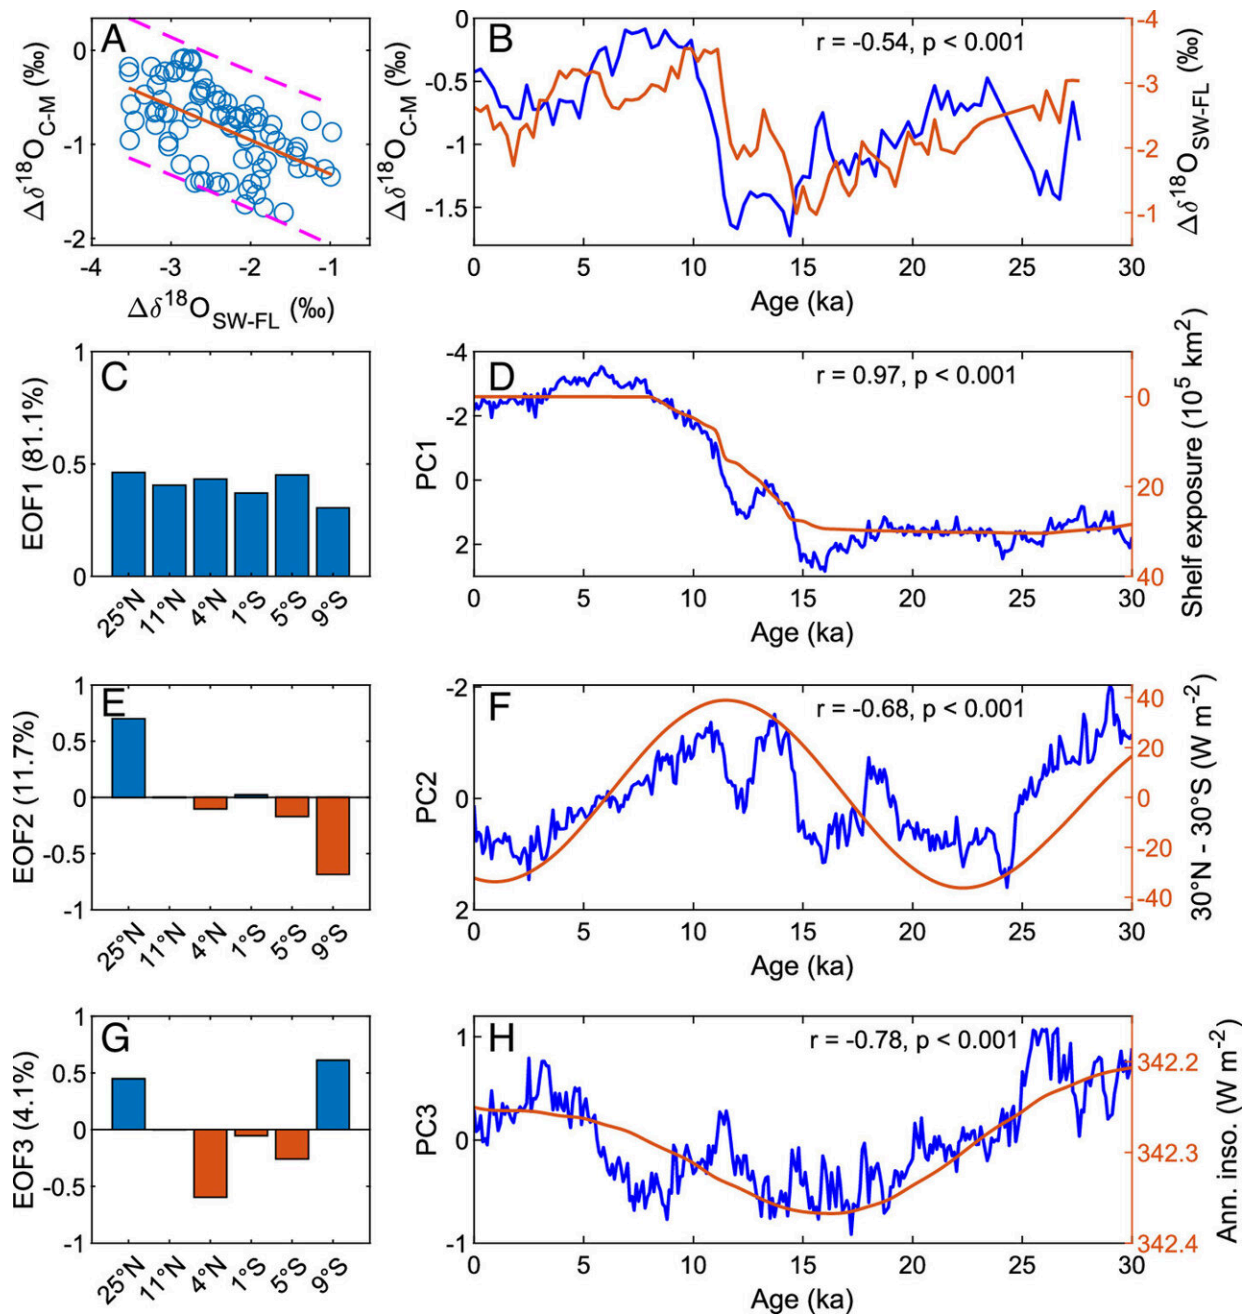 A
0
-1
-2
Δδ¹⁸O_C-M (‰)
-4
-3
-2
-1
Δδ¹⁸O_SW-FL (‰)
B
r = -0.54, p < 0.001
0
-0.5
-1
-1.5
Δδ¹⁸O_C-M (‰)
-4
-3
-2
-1
Δδ¹⁸O_SW-FL (‰)
0
5
10
15
20
25
30
Age (ka)
C
1
0.5
0
EOF1 (81.1%)
25°N
11°N
4°N
1°S
5°S
9°S
D
r = 0.97, p < 0.001
-4
-2
0
2
PC1
0
20
40
Shelf exposure (10⁵ km²)
0
5
10
15
20
25
30
Age (ka)
E
1
0.5
0
-0.5
-1
EOF2 (11.7%)
25°N
11°N
4°N
1°S
5°S
9°S
F
r = -0.68, p < 0.001
-2
0
2
PC2
40
20
0
-20
-40
30°N - 30°S (W m⁻²)
0
5
10
15
20
25
30
Age (ka)
G
1
0.5
0
-0.5
-1
EOF3 (4.1%)
25°N
11°N
4°N
1°S
5°S
9°S
H
r = -0.78, p < 0.001
1
0
-1
PC3
342.2
342.3
342.4
Ann. inso. (W m⁻²)
0
5
10
15
20
25
30
Age (ka)